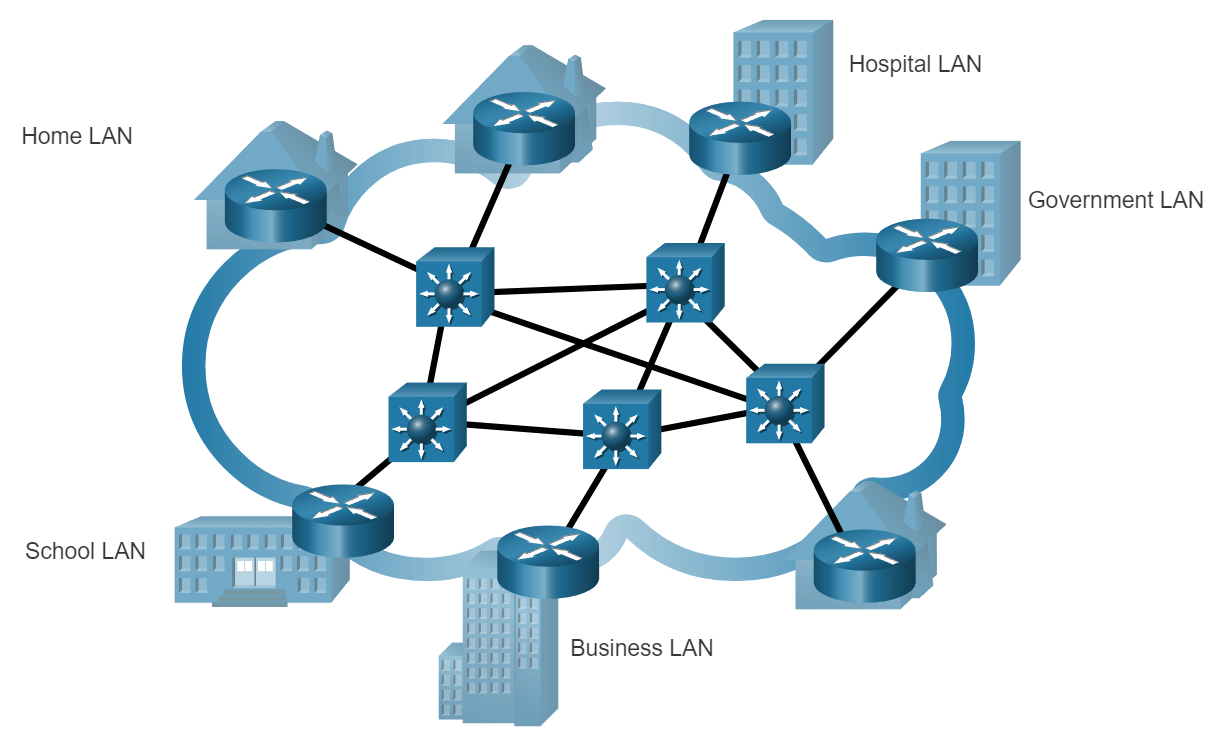 Hospital LAN
Home LAN
Government LAN
School LAN
Business LAN